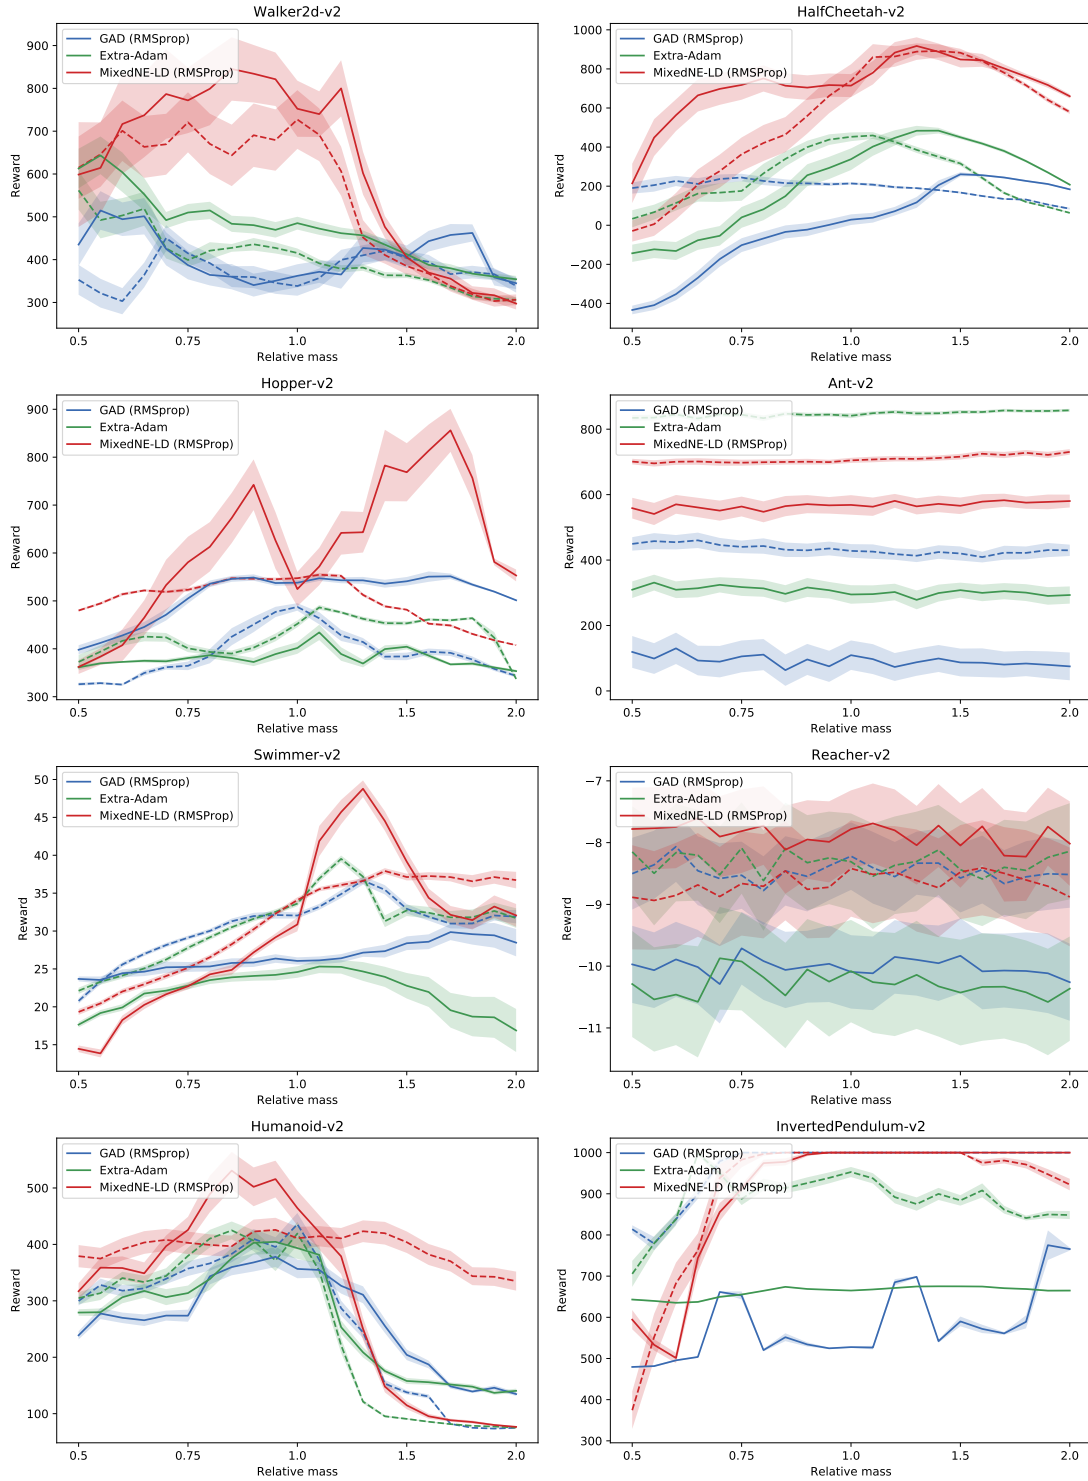 Walker2d-v2
900
800
700
600
500
400
300
Reward
GAD (RMSprop)
Extra-Adam
MixedNE-LD (RMSProp)
0.5 0.75 1.0 1.5 2.0
Relative mass
HalfCheetah-v2
1000
800
600
400
200
0
−200
−400
Reward
GAD (RMSprop)
Extra-Adam
MixedNE-LD (RMSProp)
0.5 0.75 1.0 1.5 2.0
Relative mass
Hopper-v2
900
800
700
600
500
400
300
Reward
GAD (RMSprop)
Extra-Adam
MixedNE-LD (RMSProp)
0.5 0.75 1.0 1.5 2.0
Relative mass
Ant-v2
800
600
400
200
0
Reward
GAD (RMSprop)
Extra-Adam
MixedNE-LD (RMSProp)
0.5 0.75 1.0 1.5 2.0
Relative mass
Swimmer-v2
50
45
40
35
30
25
20
15
Reward
GAD (RMSprop)
Extra-Adam
MixedNE-LD (RMSProp)
0.5 0.75 1.0 1.5 2.0
Relative mass
Reacher-v2
−7
−8
−9
−10
−11
Reward
GAD (RMSprop)
Extra-Adam
MixedNE-LD (RMSProp)
0.5 0.75 1.0 1.5 2.0
Relative mass
Humanoid-v2
500
400
300
200
100
Reward
GAD (RMSprop)
Extra-Adam
MixedNE-LD (RMSProp)
0.5 0.75 1.0 1.5 2.0
Relative mass
InvertedPendulum-v2
1000
900
800
700
600
500
400
300
Reward
GAD (RMSprop)
Extra-Adam
MixedNE-LD (RMSProp)
0.5 0.75 1.0 1.5 2.0
Relative mass